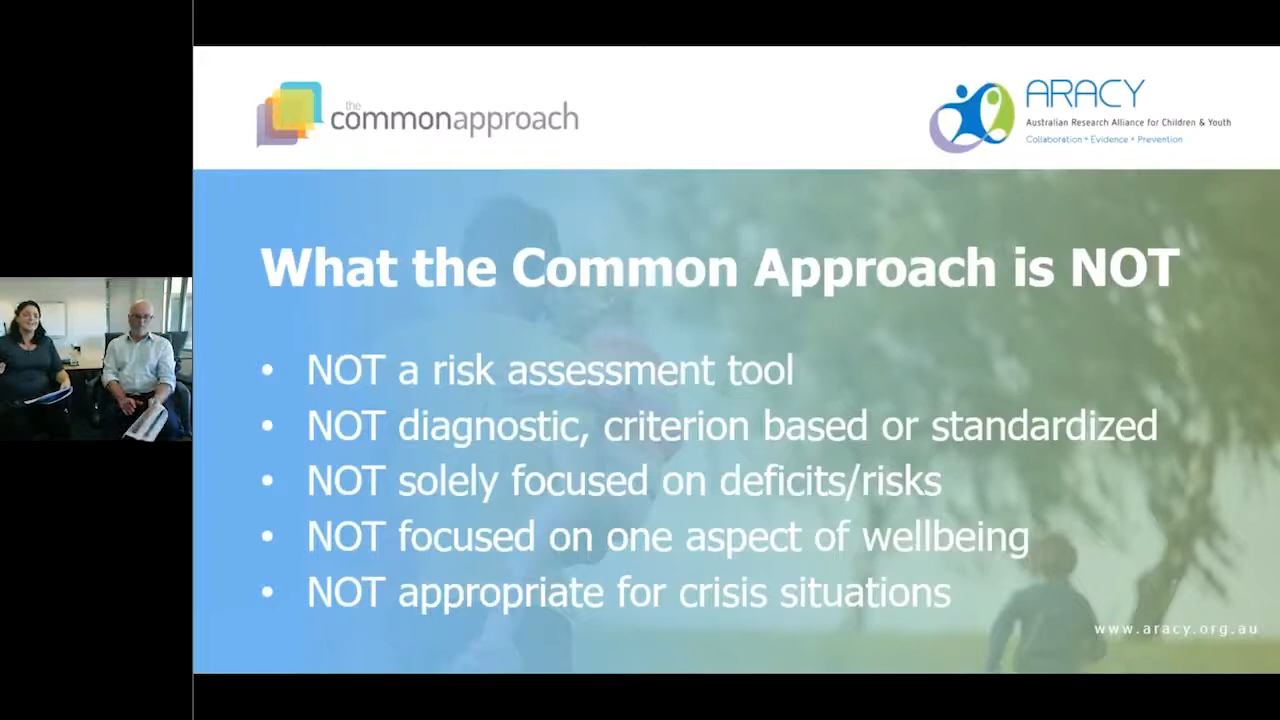 the
commonapproach
ARACY
Australian Research Alliance for Children & Youth
Collaboration • Evidence • Prevention
What the Common Approach is NOT
• NOT a risk assessment tool
• NOT diagnostic, criterion based or standardized
• NOT solely focused on deficits/risks
• NOT focused on one aspect of wellbeing
• NOT appropriate for crisis situations
www.aracy.org.au